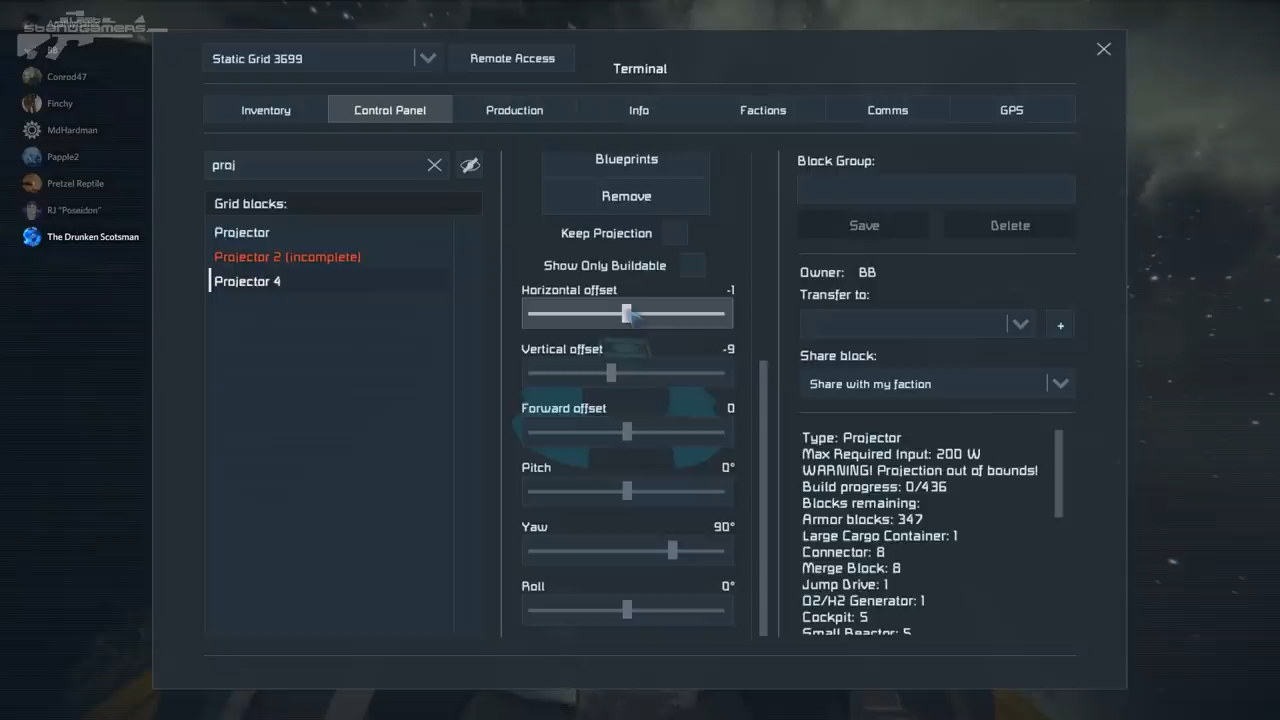 STANDGAMERS
BB
Conrod47
Finchy
MdHardman
Papple2
Pretzel Reptile
RJ "Poseidon"
The Drunken Scotsman
Static Grid 3699
Remote Access
Terminal
Inventory
Control Panel
Production
Info
Factions
Comms
GPS
proj
Grid blocks:
Projector
Projector 2 (incomplete)
Projector 4
Blueprints
Remove
Keep Projection
Show Only Buildable
Horizontal offset -1
Vertical offset -9
Forward offset 0
Pitch 0°
Yaw 90°
Roll 0°
Block Group:
Save
Delete
Owner: BB
Transfer to:
+
Share block:
Share with my faction
Type: Projector
Max Required Input: 200 W
WARNING! Projection out of bounds!
Build progress: 0/436
Blocks remaining:
Armor blocks: 347
Large Cargo Container: 1
Connector: 8
Merge Block: 8
Jump Drive: 1
O2/H2 Generator: 1
Cockpit: 5
Small Reactor: 5